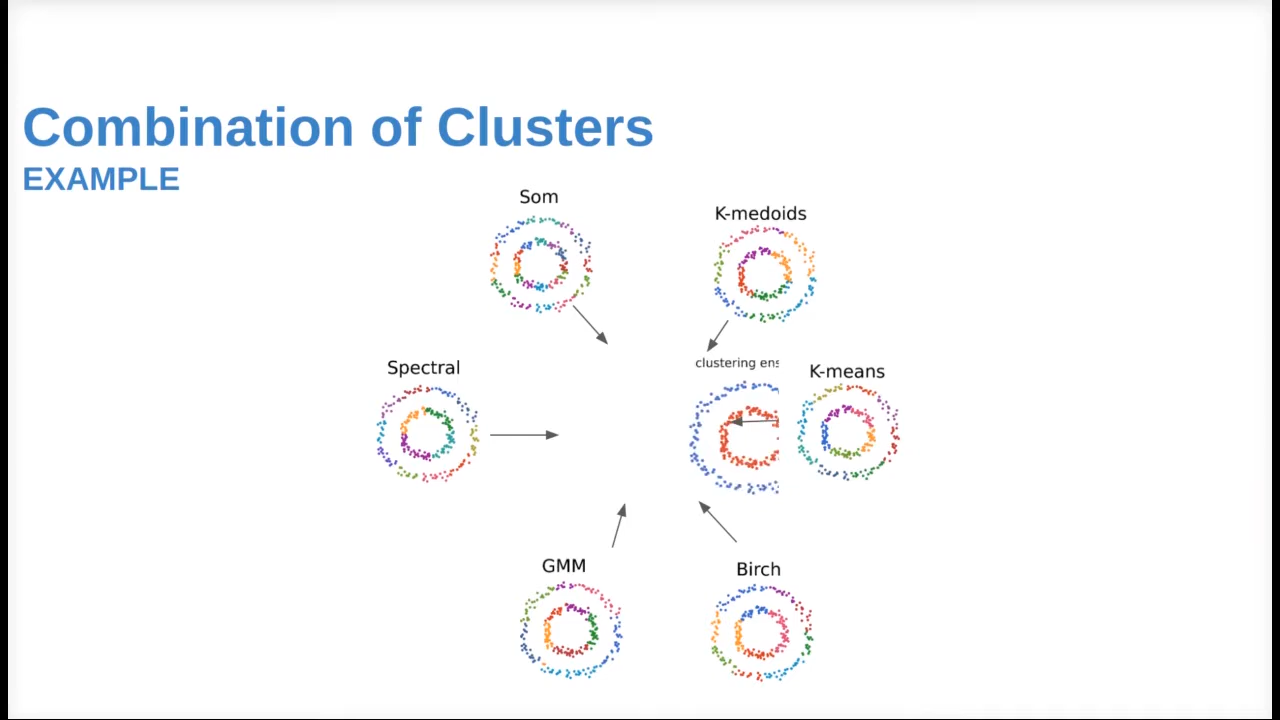 Combination of Clusters
EXAMPLE
Som
K-medoids
clustering ens
Spectral
K-means
GMM
Birch